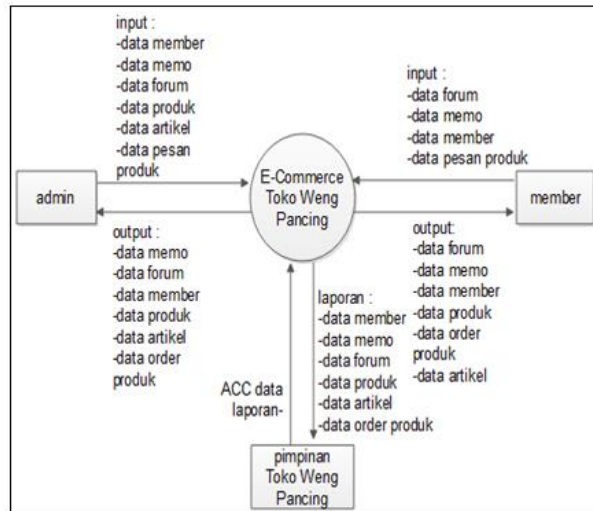 input :
-data member
-data memo
-data forum
-data produk
-data artikel
-data pesan
produk
input :
-data forum
-data memo
-data member
-data pesan produk
admin
E-Commerce
Toko Weng
Pancing
member
output :
-data memo
-data forum
-data member
-data produk
-data artikel
-data order
produk
output:
-data forum
-data memo
-data member
-data produk
-data order
produk
-data artikel
laporan :
-data member
-data memo
-data forum
-data produk
-data artikel
-data order produk
ACC data
laporan-
pimpinan
Toko Weng
Pancing